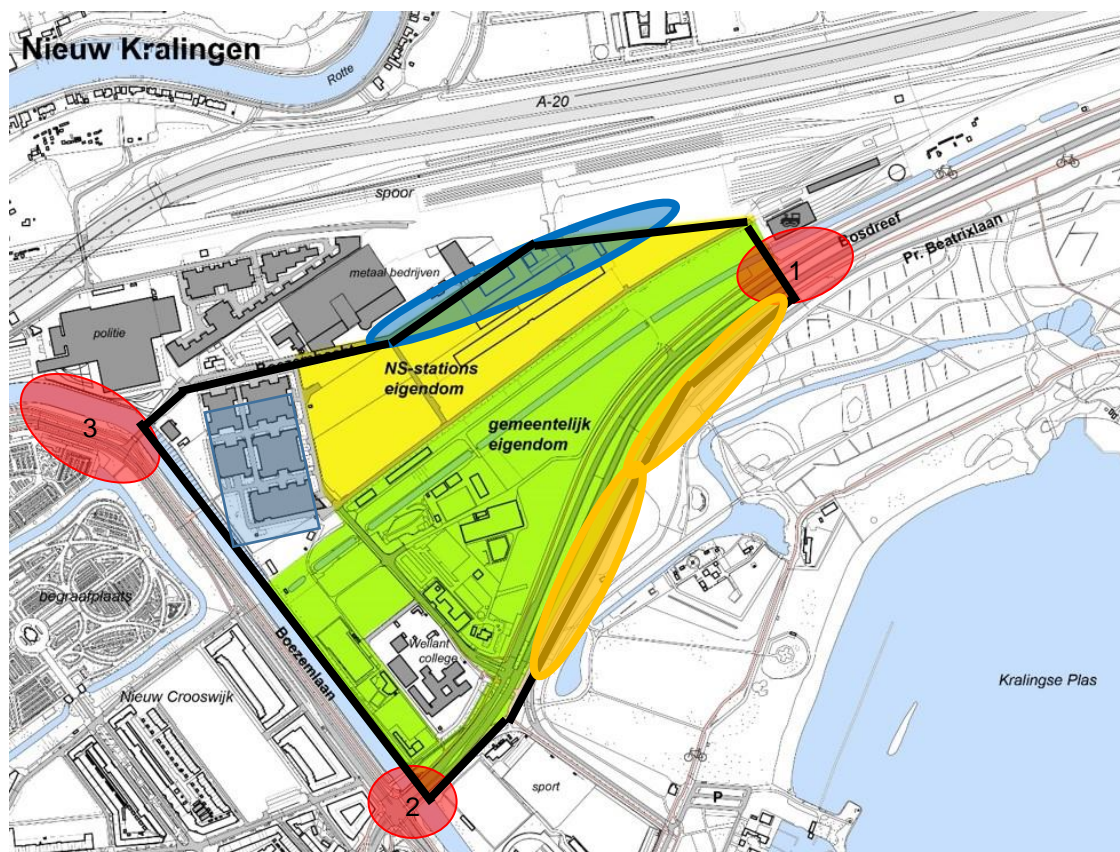 Nieuw Kralingen
Rotte
A-20
spoor
Bosdreef
Pr. Beatrixlaan
1
metaal bedrijven
politie
NS-stations
eigendom
gemeentelijk
eigendom
3
begraafplaats
Boezemlaan
Wellant
college
Nieuw Crooswijk
Kralingse Plas
sport
P
2